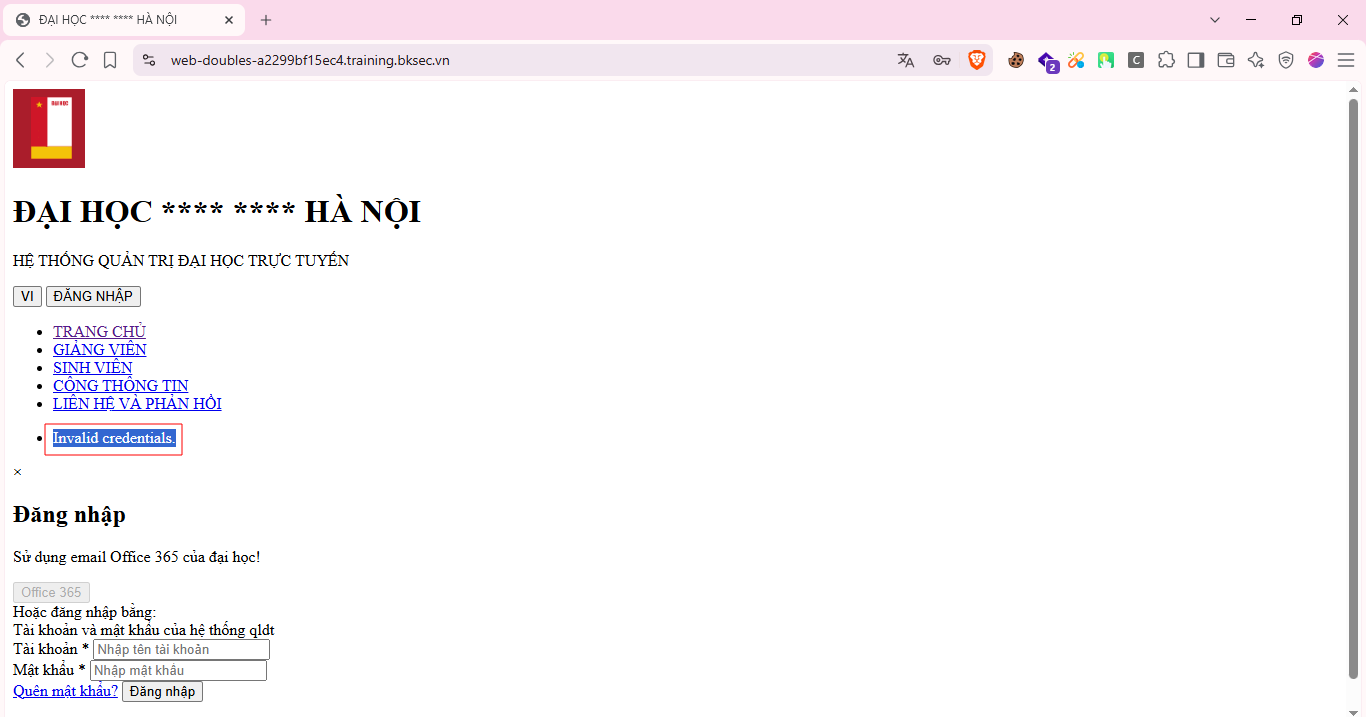 ĐẠI HỌC **** **** HÀ NỘI
web-doubles-a2299bf15ec4.training.bksec.vn
2
C
ĐẠI HỌC
ĐẠI HỌC **** **** HÀ NỘI
HỆ THỐNG QUẢN TRỊ ĐẠI HỌC TRỰC TUYẾN
VI ĐĂNG NHẬP
TRANG CHỦ
GIẢNG VIÊN
SINH VIÊN
CỔNG THÔNG TIN
LIÊN HỆ VÀ PHẢN HỒI
Invalid credentials.
×
Đăng nhập
Sử dụng email Office 365 của đại học!
Office 365
Hoặc đăng nhập bằng:
Tài khoản và mật khẩu của hệ thống qldt
Tài khoản * Nhập tên tài khoản
Mật khẩu * Nhập mật khẩu
Quên mật khẩu? Đăng nhập